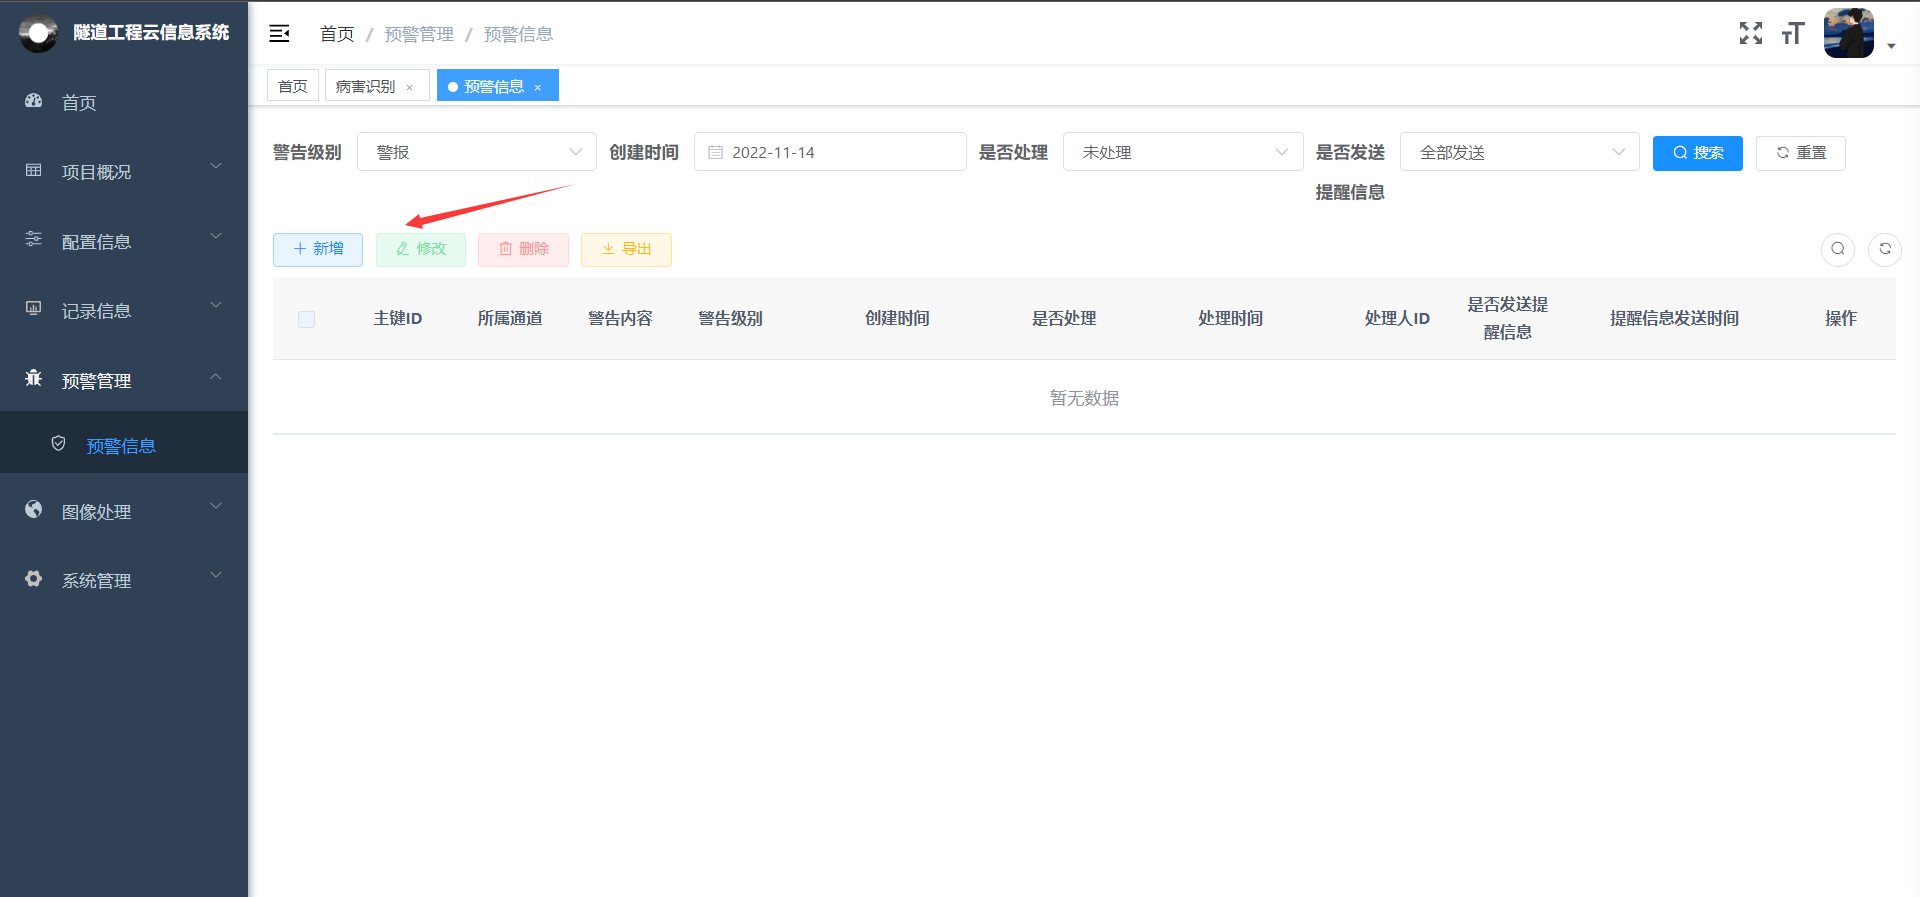 隧道工程云信息系统
首页 / 预警管理 / 预警信息
首页
病害识别 ×
预警信息 ×
首页
项目概况
配置信息
记录信息
预警管理
预警信息
图像处理
系统管理
警告级别 警报 创建时间 2022-11-14 是否处理 未处理 是否发送 全部发送 搜索 重置
提醒信息
新增 修改 删除 导出
主键ID 所属通道 警告内容 警告级别 创建时间 是否处理 处理时间 处理人ID 是否发送提 提醒信息发送时间 操作
醒信息
暂无数据